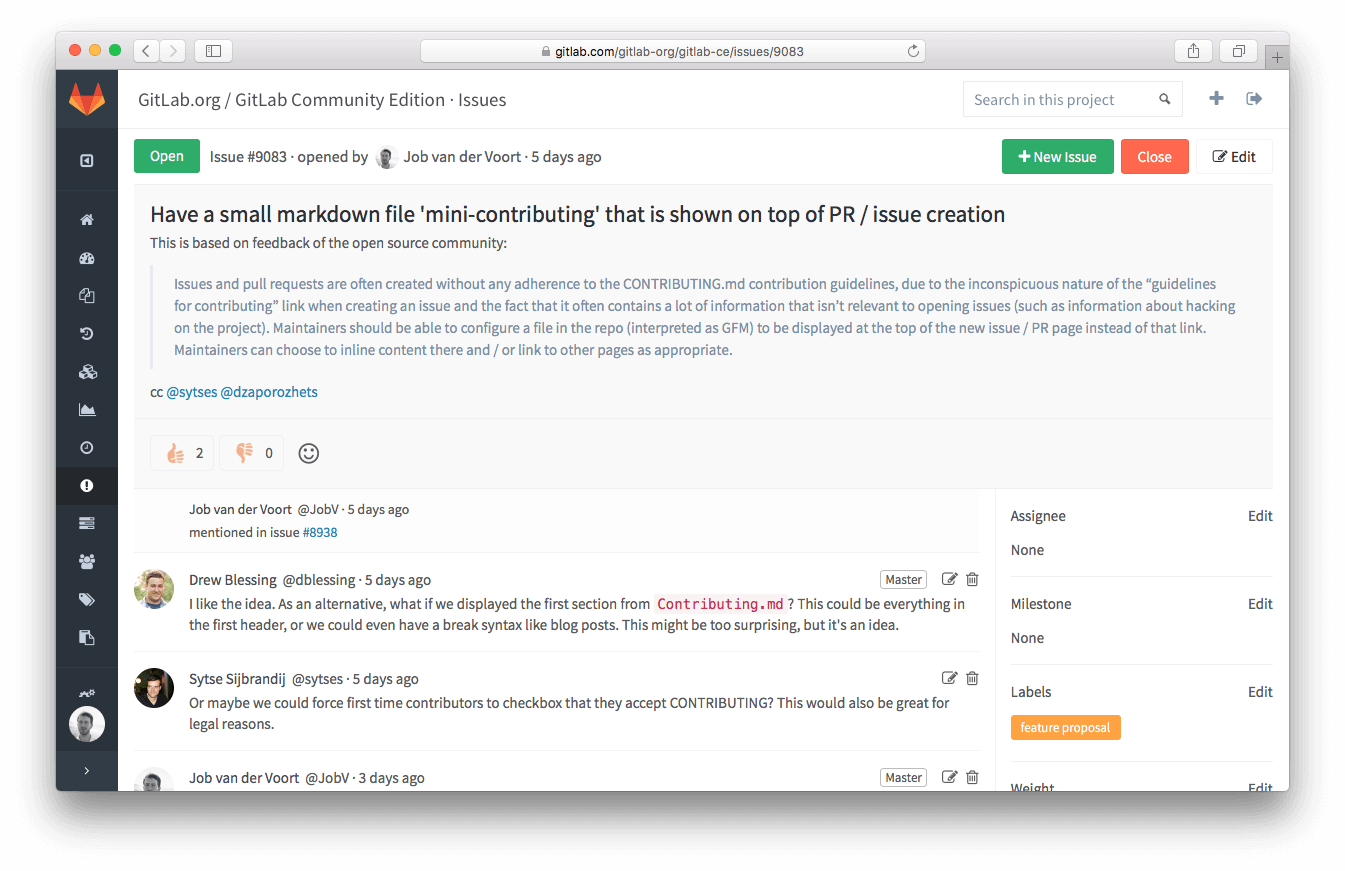 gitlab.com/gitlab-org/gitlab-ce/issues/9083
GitLab.org / GitLab Community Edition · Issues
Search in this project
Open
Issue #9083 · opened by Job van der Voort · 5 days ago
New Issue
Close
Edit
Have a small markdown file 'mini-contributing' that is shown on top of PR / issue creation
This is based on feedback of the open source community:
Issues and pull requests are often created without any adherence to the CONTRIBUTING.md contribution guidelines, due to the inconspicuous nature of the “guidelines
for contributing” link when creating an issue and the fact that it often contains a lot of information that isn’t relevant to opening issues (such as information about hacking
on the project). Maintainers should be able to configure a file in the repo (interpreted as GFM) to be displayed at the top of the new issue / PR page instead of that link.
Maintainers can choose to inline content there and / or link to other pages as appropriate.
cc @sytses @dzaporozhets
2
0
Job van der Voort @JobV · 5 days ago
mentioned in issue #8938
Drew Blessing @dblessing · 5 days ago
Master
I like the idea. As an alternative, what if we displayed the first section from Contributing.md ? This could be everything in
the first header, or we could even have a break syntax like blog posts. This might be too surprising, but it's an idea.
Sytse Sijbrandij @sytses · 5 days ago
Or maybe we could force first time contributors to checkbox that they accept CONTRIBUTING? This would also be great for
legal reasons.
Job van der Voort @JobV · 3 days ago
Master
Assignee
Edit
None
Milestone
Edit
None
Labels
Edit
feature proposal
Weight
Edit